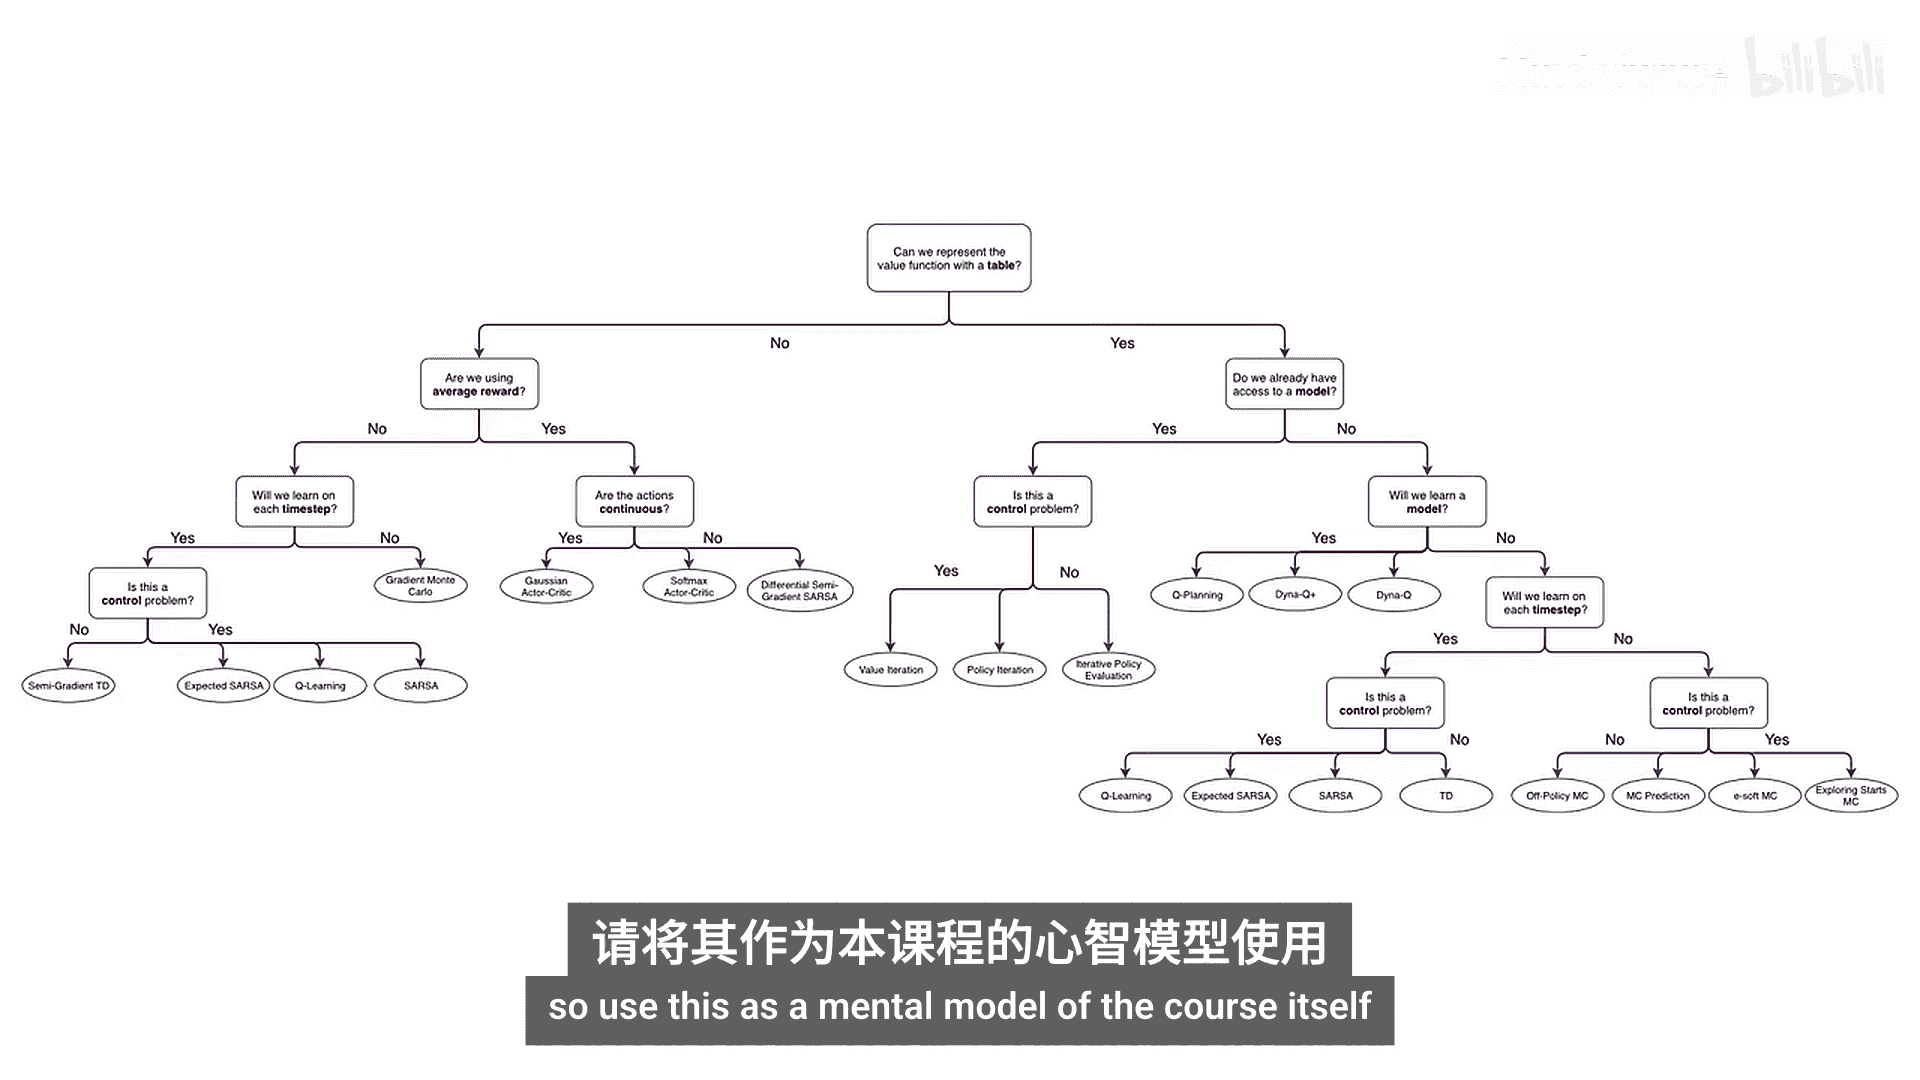 bilibili
Can we represent the
value function with a table?
No
Yes
Are we using
average reward?
Do we already have
access to a model?
No
Yes
Yes
No
Will we learn on
each timestep?
Are the actions
continuous?
Is this a
control problem?
Will we learn a
model?
Yes
No
Yes
No
Yes
No
Yes
No
Is this a
control problem?
Gradient Monte
Carlo
Gaussian
Actor-Critic
Softmax
Actor-Critic
Differential Semi-
Gradient SARSA
Q-Planning
Dyna-Q+
Dyna-Q
Will we learn on
each timestep?
No
Yes
Yes
No
Semi-Gradient TD
Expected SARSA
Q-Learning
SARSA
Value Iteration
Policy Iteration
Iterative Policy
Evaluation
Is this a
control problem?
Is this a
control problem?
Yes
No
No
Yes
Q-Learning
Expected SARSA
SARSA
TD
Off-Policy MC
MC Prediction
e-soft MC
Exploring Starts
MC
请将其作为本课程的心智模型使用
so use this as a mental model of the course itself